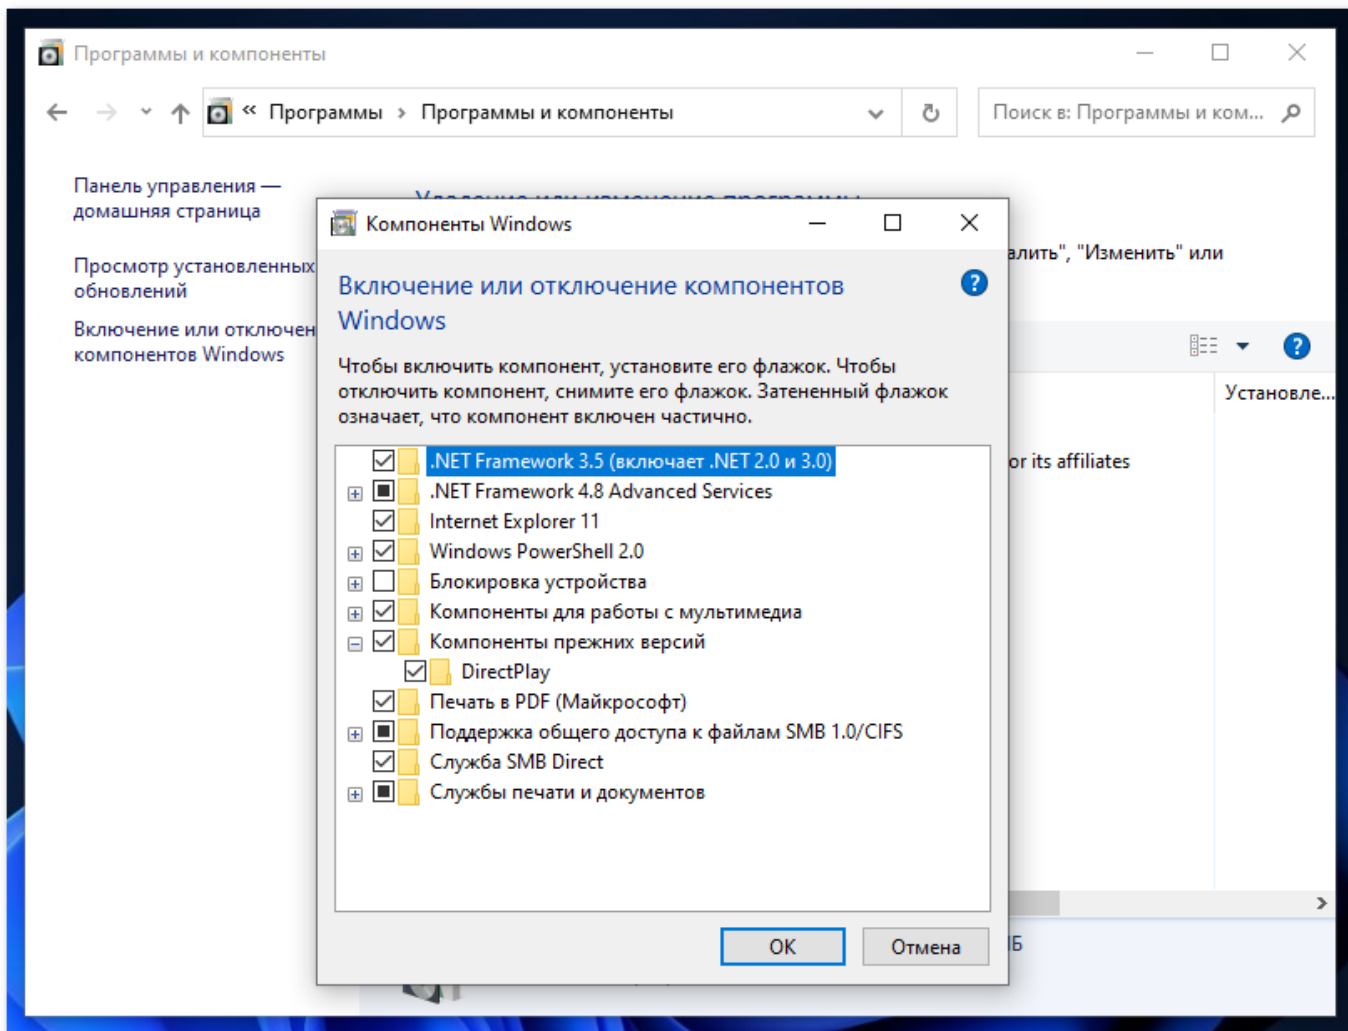 Программы и компоненты
« Программы › Программы и компоненты
Поиск в: Программы и ком...
Панель управления —
домашняя страница
Просмотр установленных
обновлений
Включение или отключен
компонентов Windows
Удаление или изменение программы
алить", "Изменить" или
Установле...
or its affiliates
Компоненты Windows
Включение или отключение компонентов
Windows
Чтобы включить компонент, установите его флажок. Чтобы
отключить компонент, снимите его флажок. Затененный флажок
означает, что компонент включен частично.
.NET Framework 3.5 (включает .NET 2.0 и 3.0)
.NET Framework 4.8 Advanced Services
Internet Explorer 11
Windows PowerShell 2.0
Блокировка устройства
Компоненты для работы с мультимедиа
Компоненты прежних версий
DirectPlay
Печать в PDF (Майкрософт)
Поддержка общего доступа к файлам SMB 1.0/CIFS
Служба SMB Direct
Службы печати и документов
ОК
Отмена